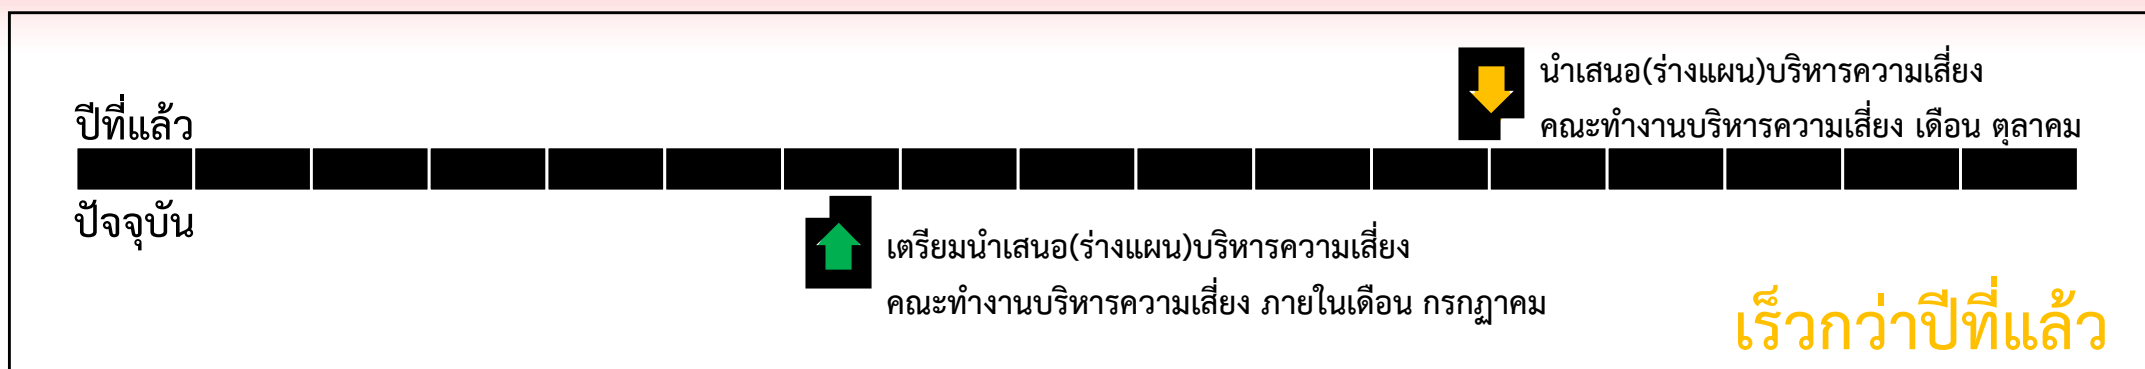 นำเสนอ(ร่างแผน)บริหารความเสี่ยง
คณะทำงานบริหารความเสี่ยง เดือน ตุลาคม
ปีที่แล้ว
ปัจจุบัน
เตรียมนำเสนอ(ร่างแผน)บริหารความเสี่ยง
คณะทำงานบริหารความเสี่ยง ภายในเดือน กรกฏาคม
เร็วกว่าปีที่แล้ว